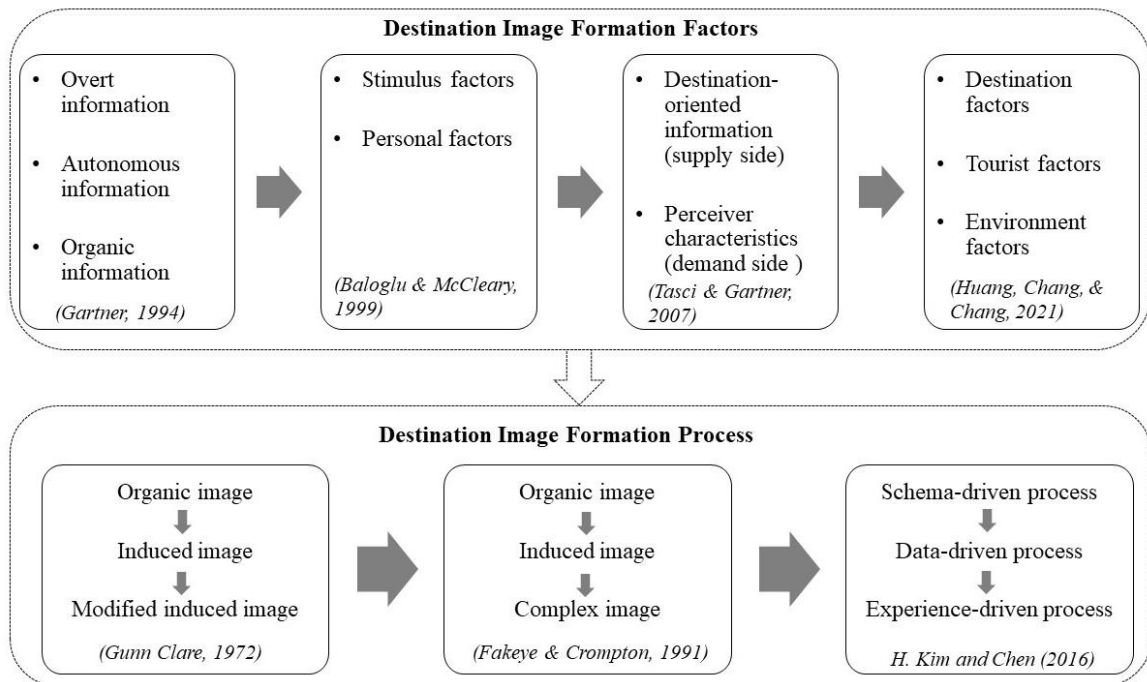 Destination Image Formation Factors
• Overt
information
• Autonomous
information
• Organic
information
(Gartner, 1994)
• Stimulus factors
• Personal factors
(Baloglu & McCleary,
1999)
• Destination-
oriented
information
(supply side)
• Perceiver
characteristics
(demand side )
(Tasci & Gartner,
2007)
• Destination
factors
• Tourist factors
• Environment
factors
(Huang, Chang, &
Chang, 2021)
Destination Image Formation Process
Organic image
Induced image
Modified induced image
(Gunn Clare, 1972)
Organic image
Induced image
Complex image
(Fakeye & Crompton, 1991)
Schema-driven process
Data-driven process
Experience-driven process
H. Kim and Chen (2016)